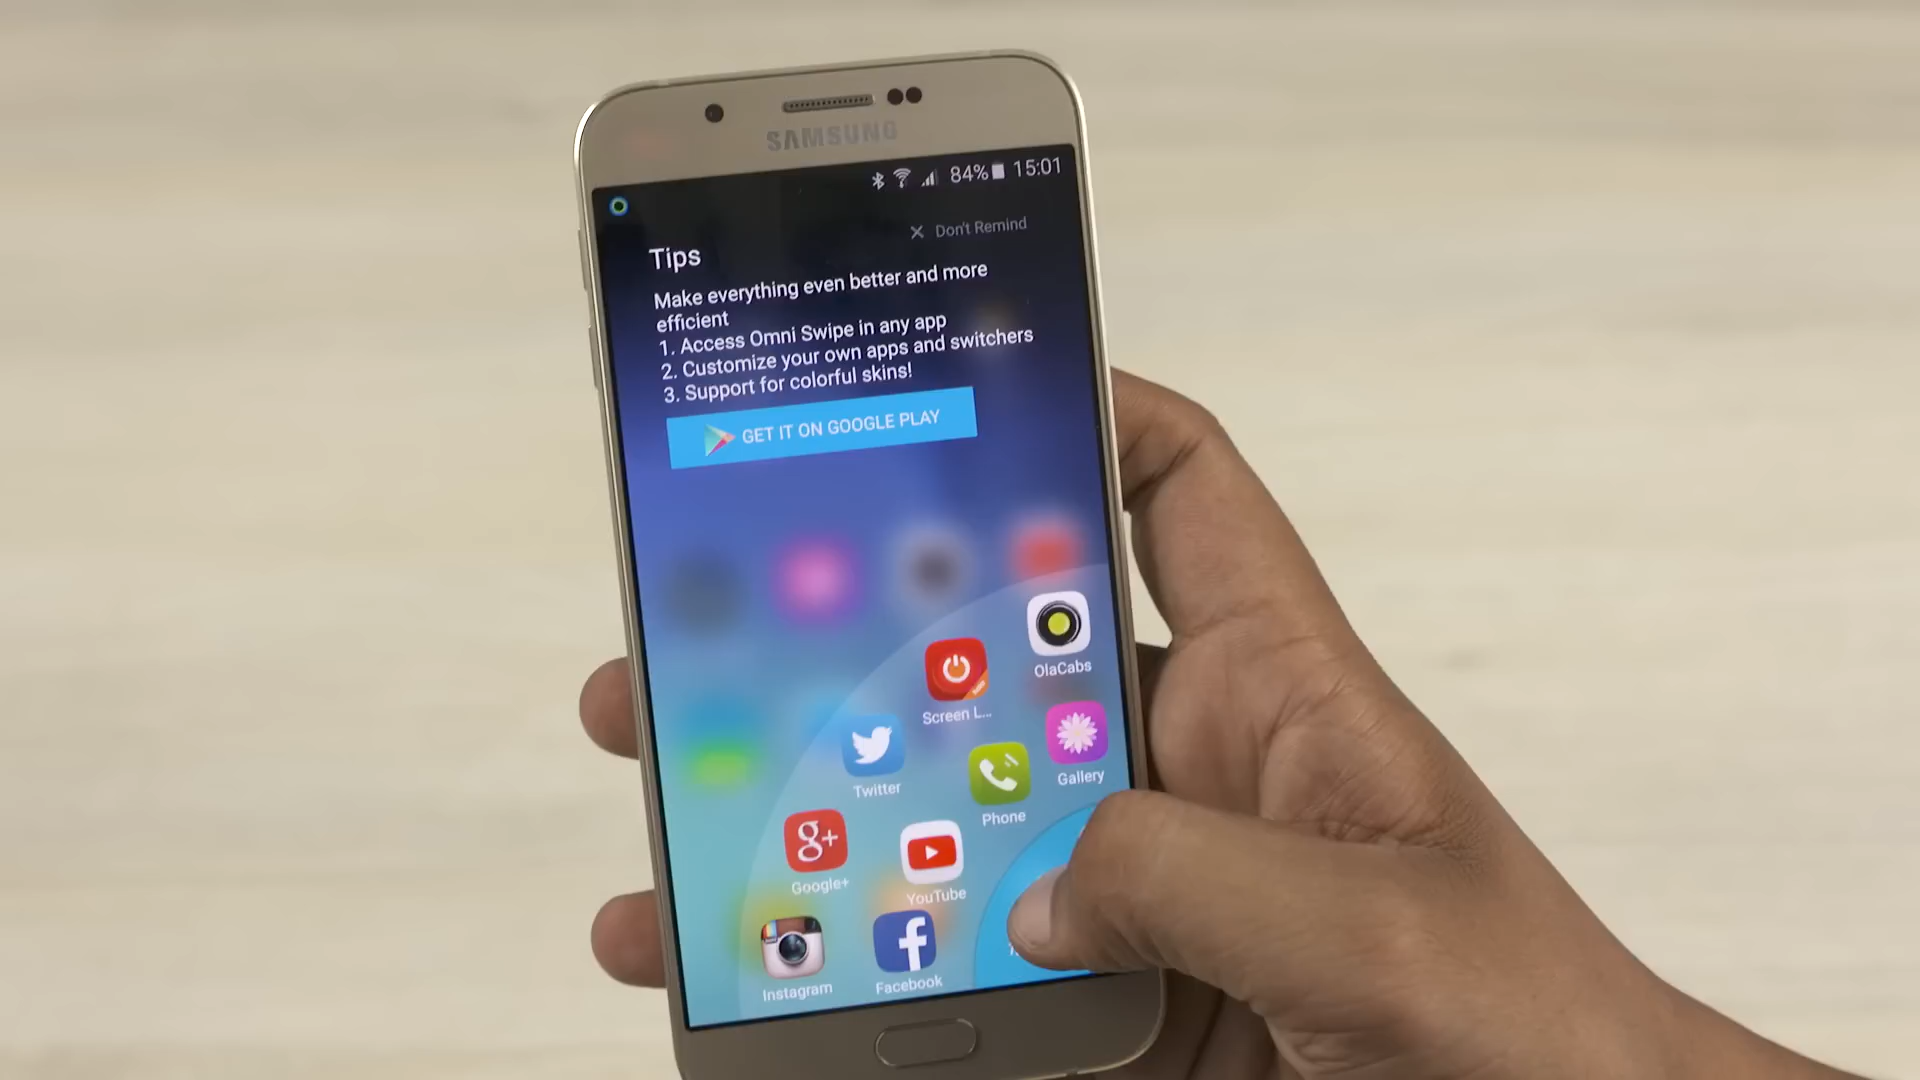 SAMSUNG
84% 15:01
Don't Remind
Tips
Make everything even better and more
efficient
1. Access Omni Swipe in any app
2. Customize your own apps and switchers
3. Support for colorful skins!
GET IT ON GOOGLE PLAY
OlaCabs
Screen L...
Gallery
Twitter
Phone
g+
Google+
YouTube
f
Instagram
Facebook